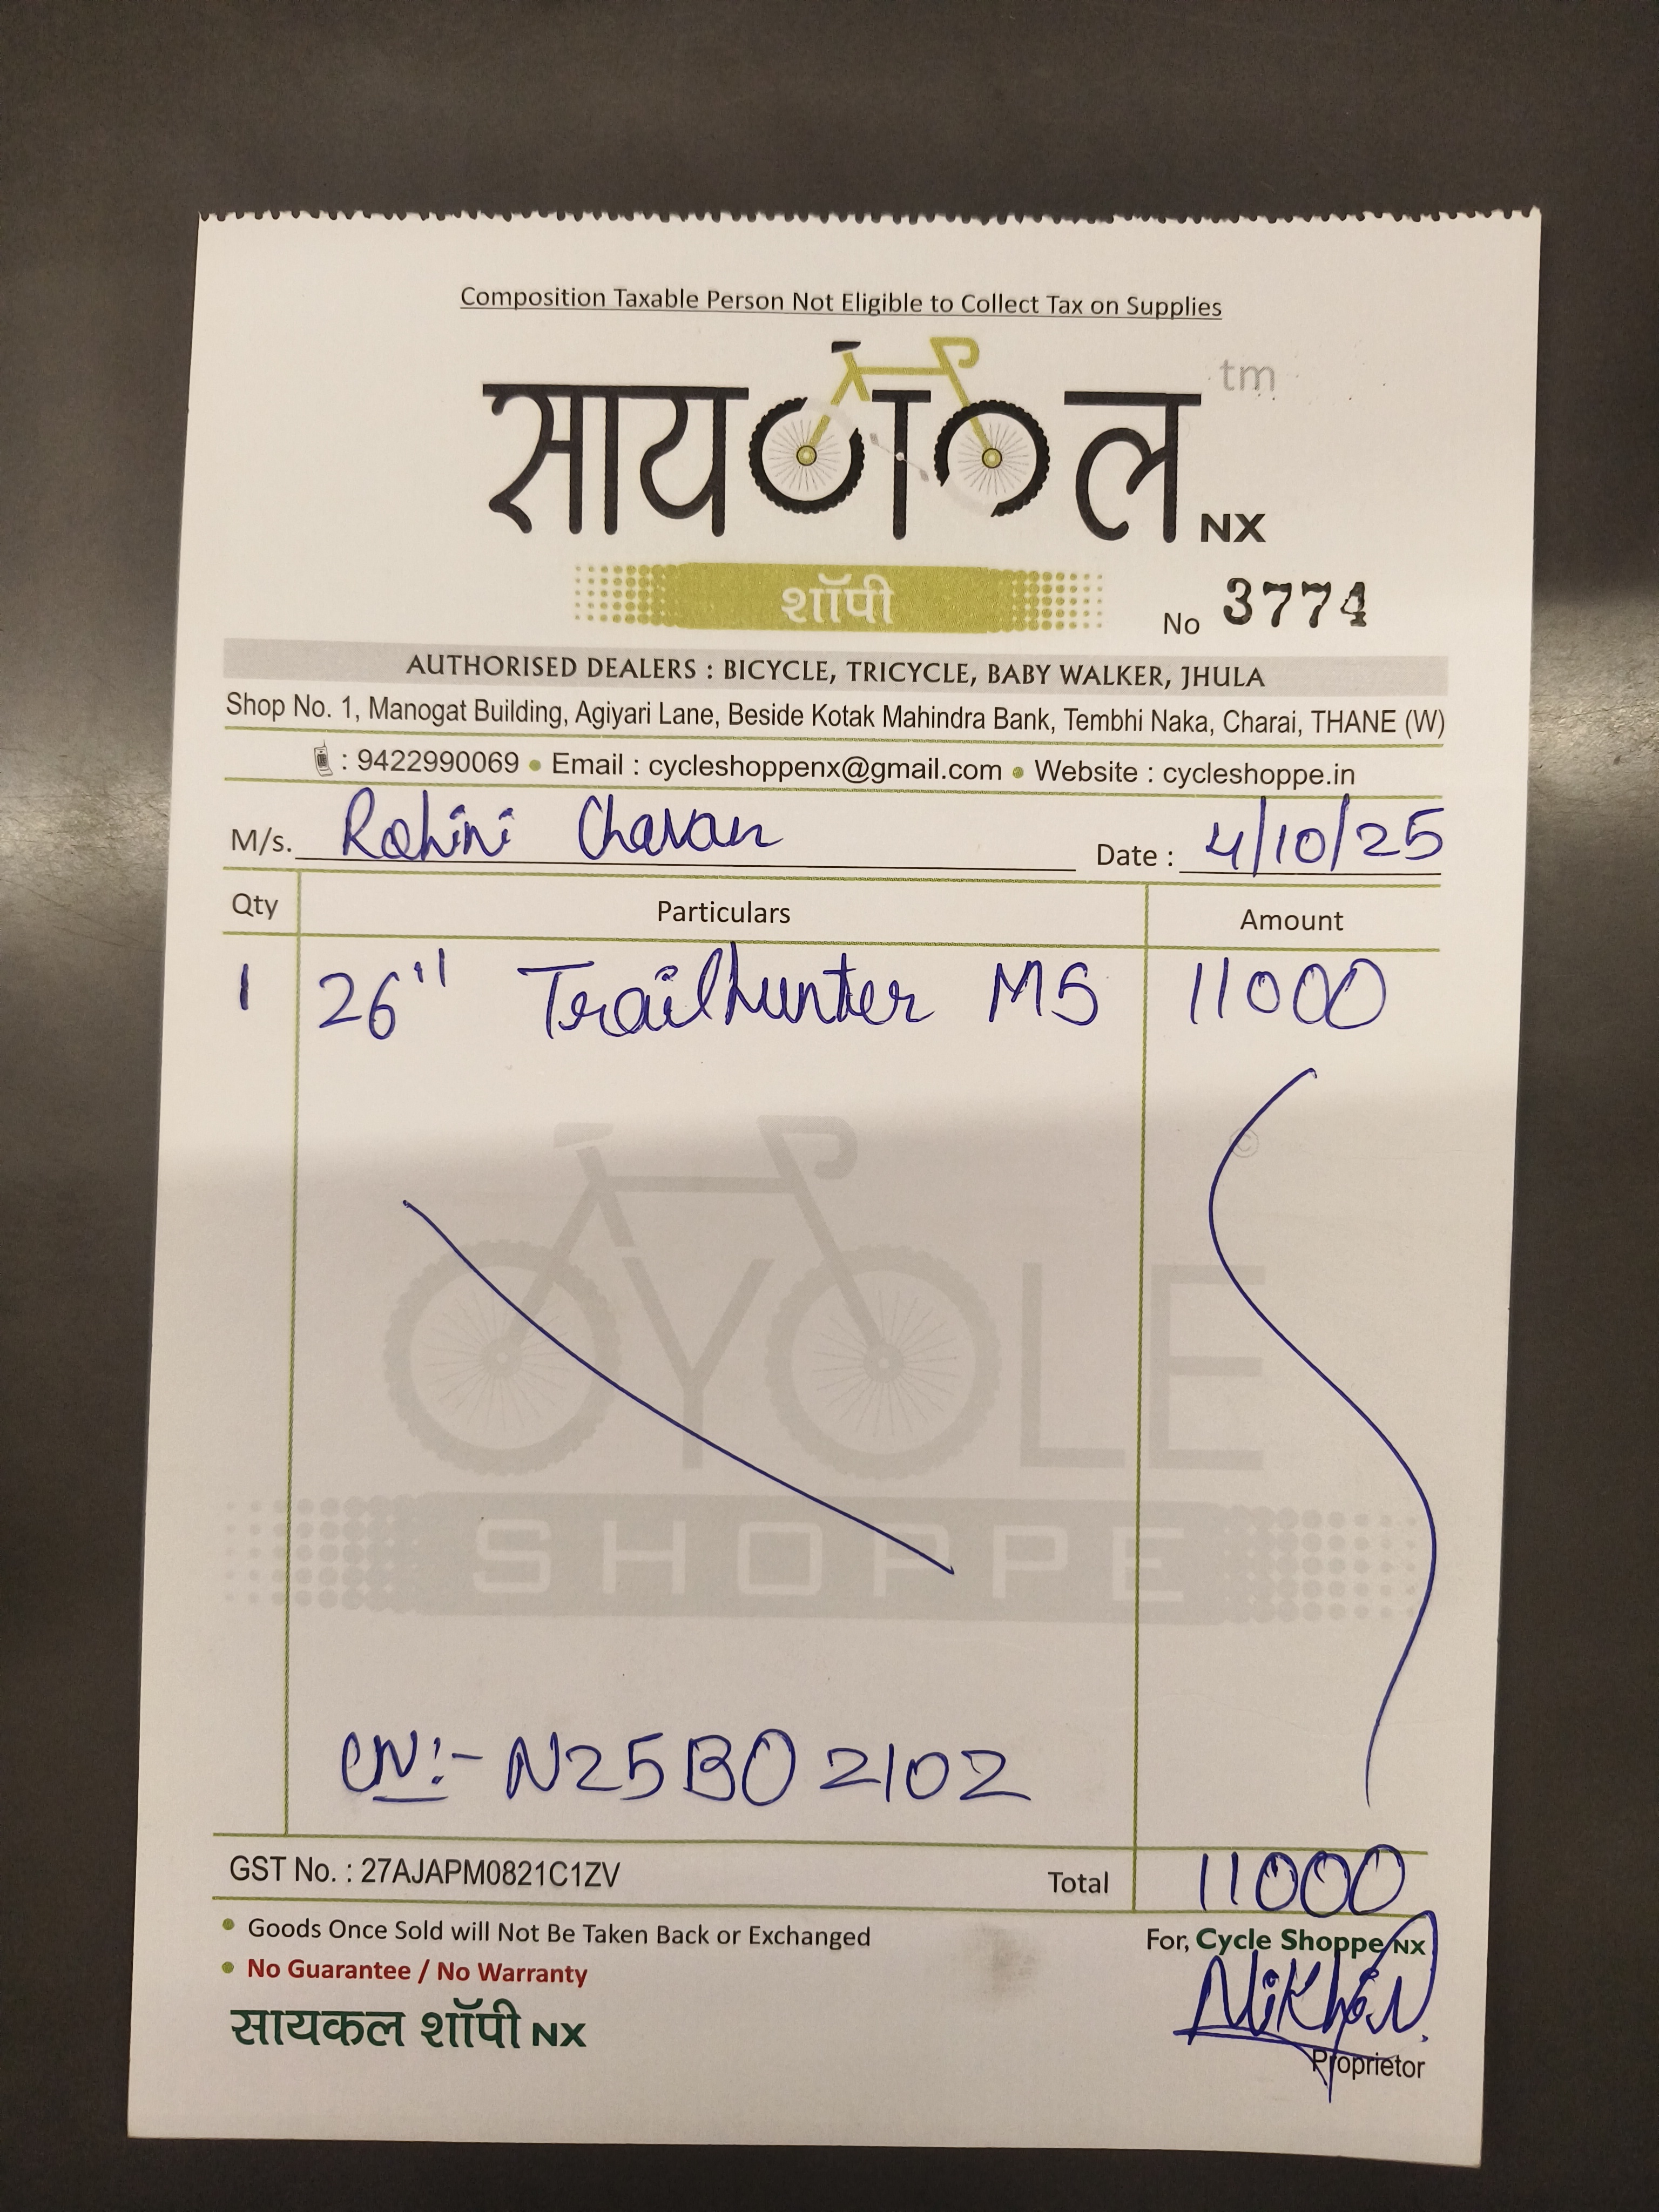 Composition Taxable Person Not Eligible to Collect Tax on Supplies
सायकल NX tm
शॉपी
No 3774
AUTHORISED DEALERS : BICYCLE, TRICYCLE, BABY WALKER, JHULA
Shop No. 1, Manogat Building, Agiyari Lane, Beside Kotak Mahindra Bank, Tembhi Naka, Charai, THANE (W)
: 9422990069 • Email : cycleshoppenx@gmail.com • Website : cycleshoppe.in
M/s. Rohini Chavan Date : 4/10/25
Qty Particulars Amount
1 26" Trailhunter MS 11000
©
CYCLE
SHOPPE
CN:- N25BO2102
GST No. : 27AJAPM0821C1ZV Total 11000
• Goods Once Sold will Not Be Taken Back or Exchanged
For, Cycle Shoppe NX
• No Guarantee / No Warranty
Nikhil
सायकल शॉपी NX
Proprietor